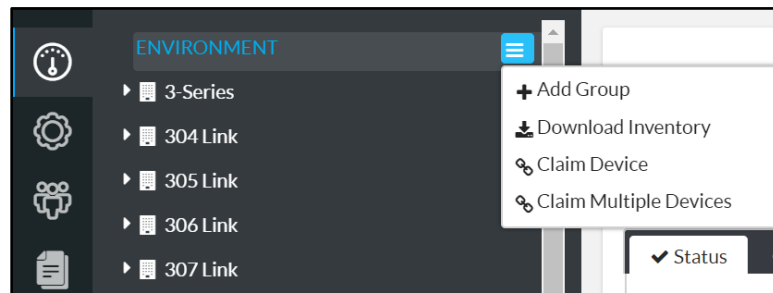 ENVIRONMENT
3-Series
304 Link
305 Link
306 Link
307 Link
Add Group
Download Inventory
Claim Device
Claim Multiple Devices
Status